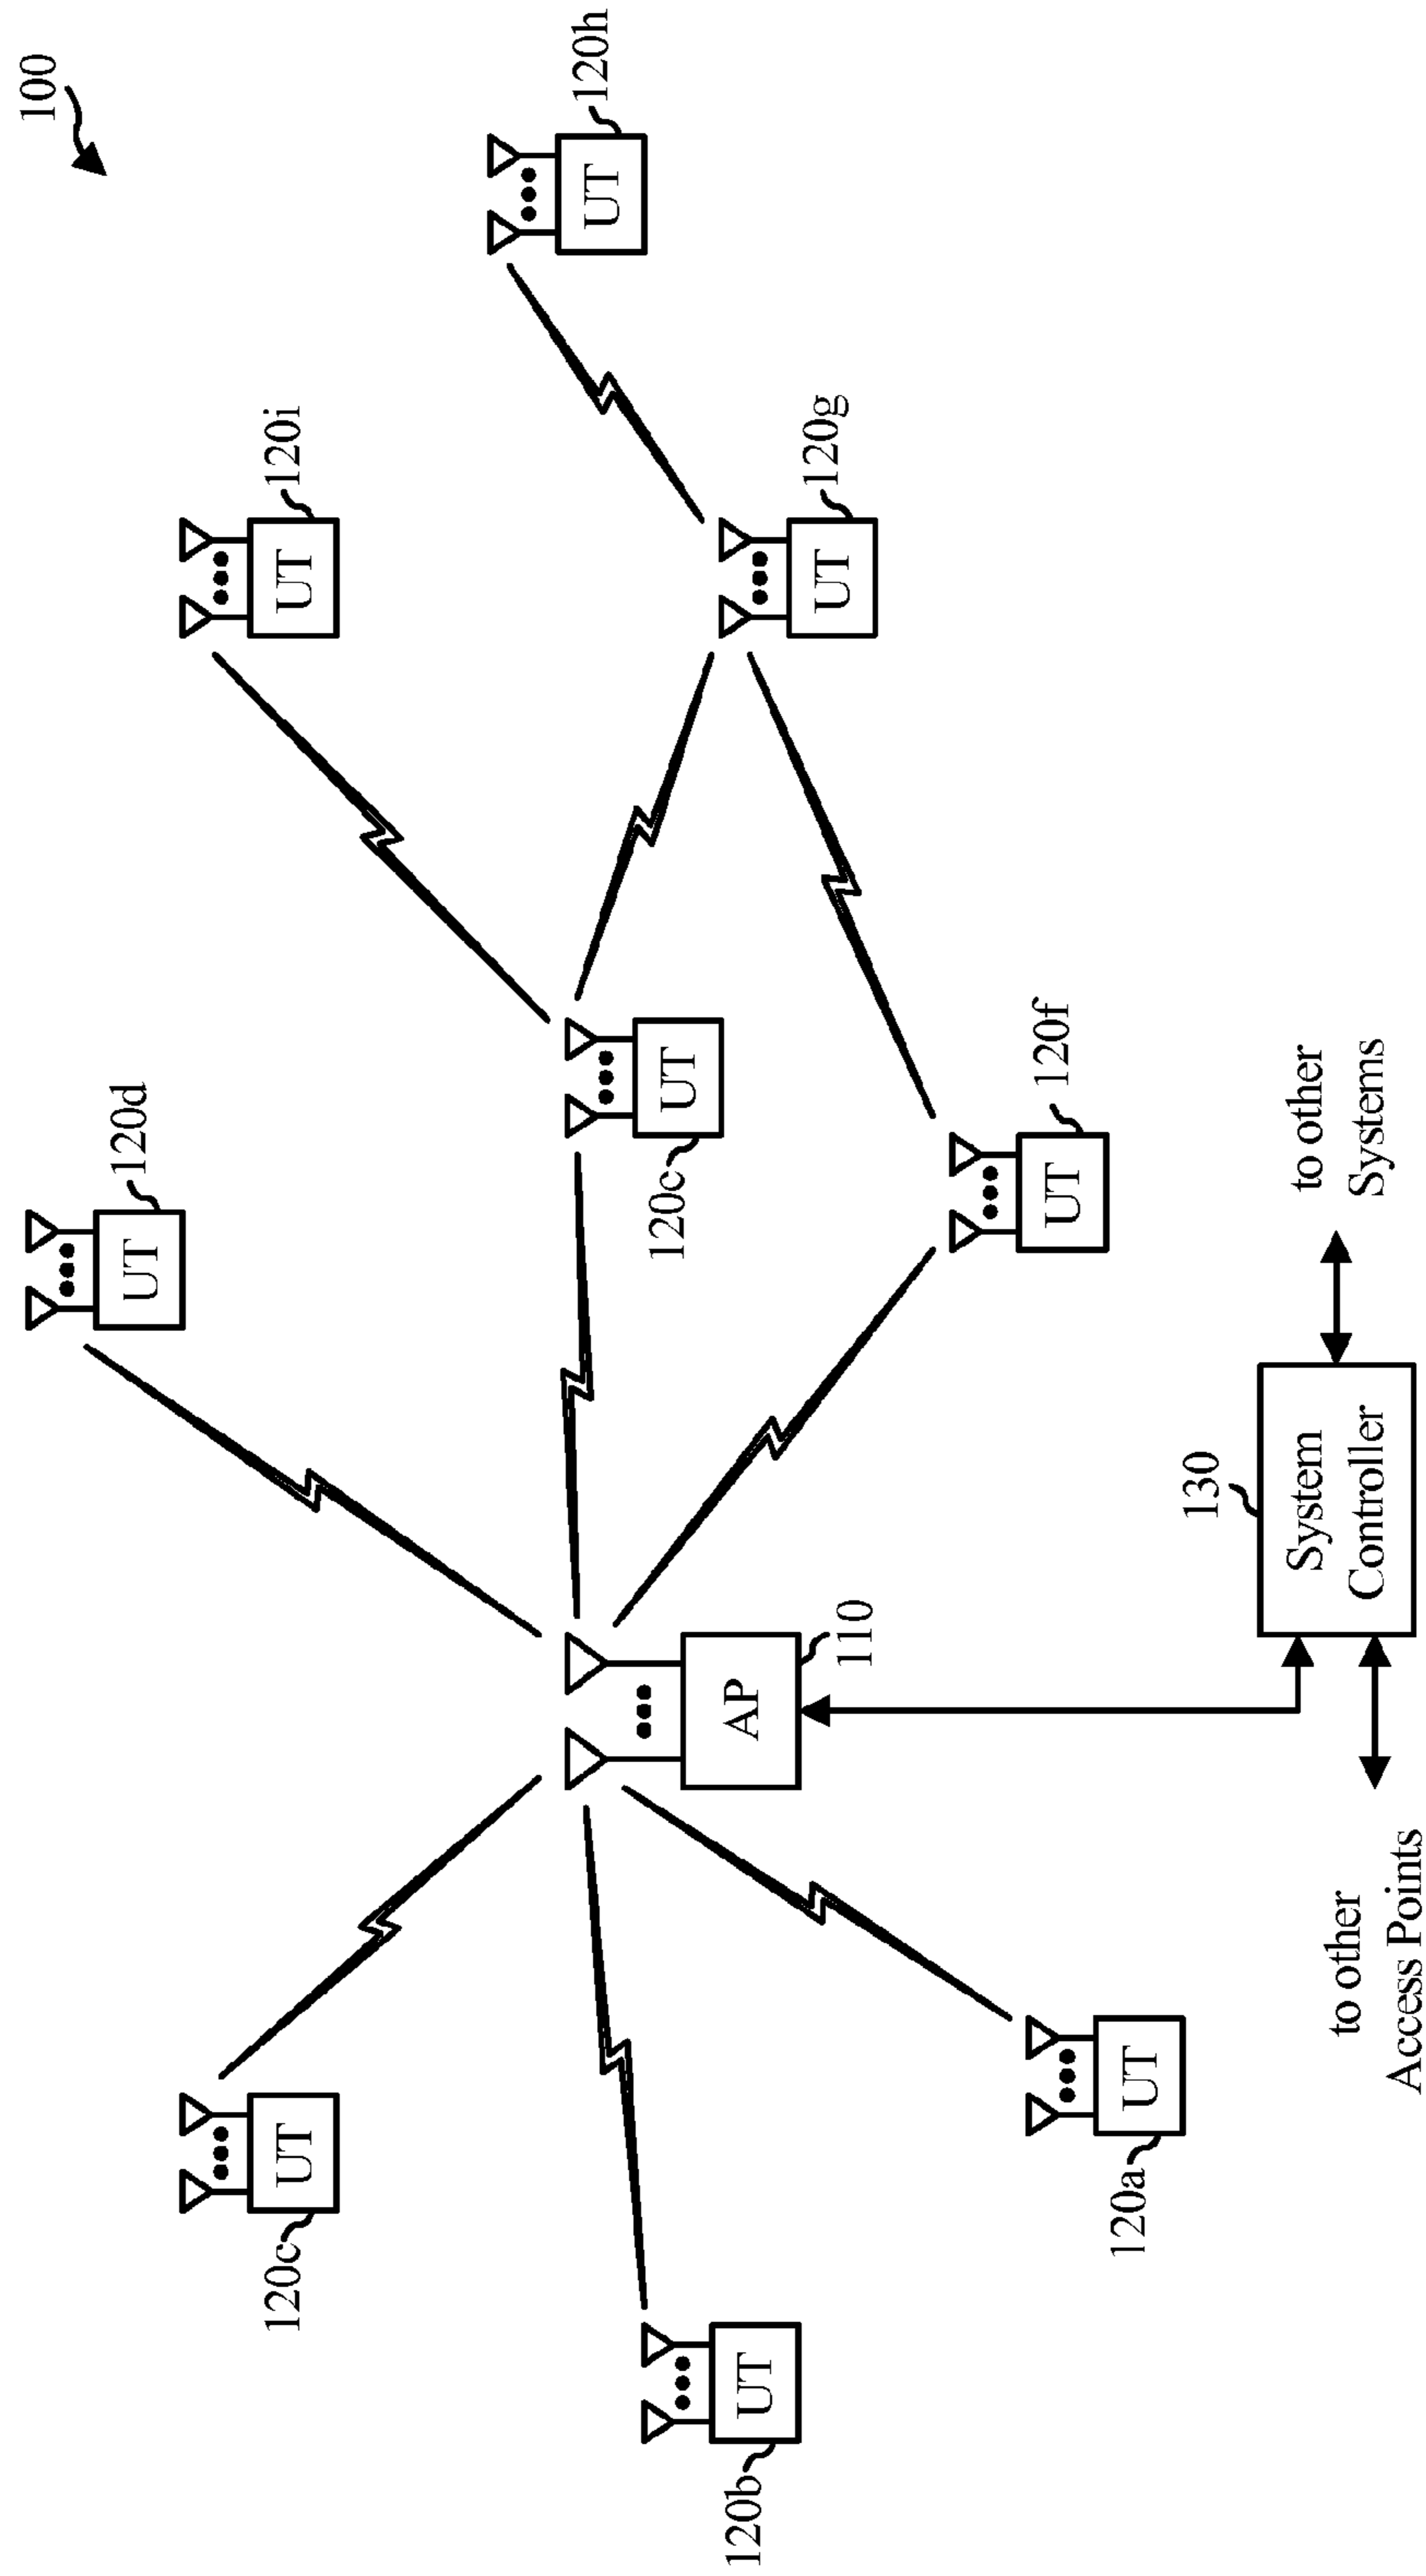 100
120d
UT
120c
UT
UT
120i
UT
120h
120c
UT
120b
UT
AP
110
UT
120g
UT
120f
120a
UT
130
System
Controller
to other
Systems
to other
Access Points